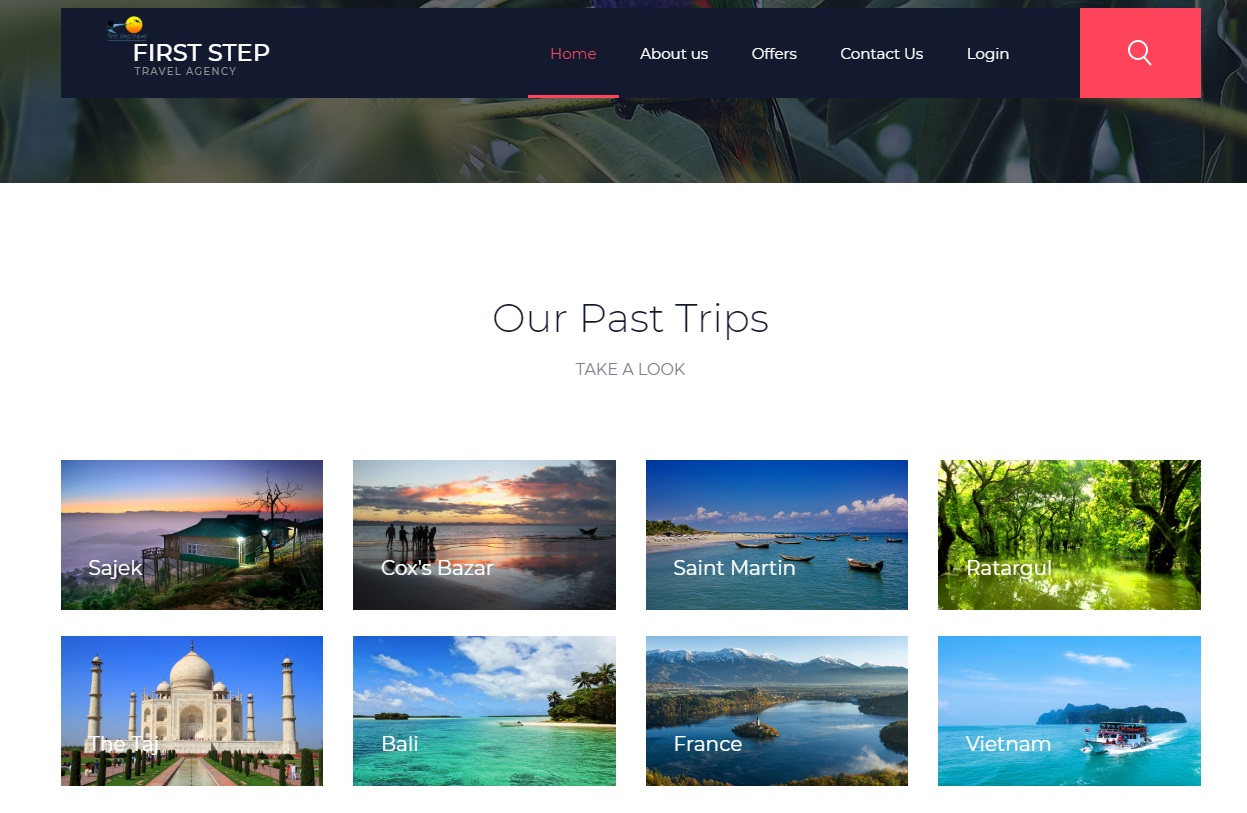 FIRST STEP
TRAVEL AGENCY
Home
About us
Offers
Contact Us
Login
Our Past Trips
TAKE A LOOK
Sajek
Cox's Bazar
Saint Martin
Ratargul
The Taj
Bali
France
Vietnam